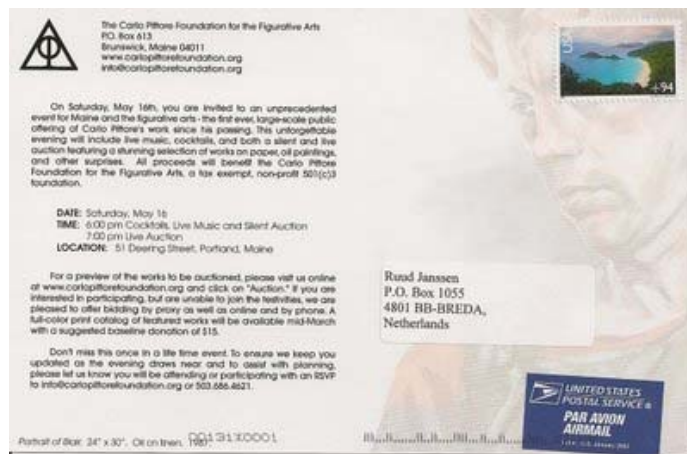 The Carlo Pittore Foundation for the Figurative Arts
P.O. Box 613
Brunswick, Maine 04011
www.carlopittorefoundation.org
info@carlopittorefoundation.org
On Saturday, May 16th, you are invited to an unprecedented
event for Maine and the figurative arts - the first ever, large-scale public
offering of Carlo Pittore's work since his passing. This unforgettable
evening will include live music, cocktails, and both a silent and live
auction featuring a stunning selection of works on paper, oil paintings,
and other surprises. All proceeds will benefit the Carlo Pittore
Foundation for the Figurative Arts, a tax exempt, non-profit 501(c)3
foundation.
DATE: Saturday, May 16
TIME: 6:00 pm Cocktails, Live Music and Silent Auction
7:00 pm Live Auction
LOCATION: 51 Deering Street, Portland, Maine
For a preview of the works to be auctioned, please visit us online
at www.carlopittorefoundation.org and click on "Auction." If you are
interested in participating, but are unable to join the festivities, we are
pleased to offer bidding by proxy as well as online and by phone. A
full-color print catalog of featured works will be available mid-March
with a suggested baseline donation of $15.
Don't miss this once in a life time event. To ensure we keep you
updated as the evening draws near and to assist with planning,
please let us know you will be attending or participating with an RSVP
to info@carlopittorefoundation.org or 503.686.4621.
Portrait of Blair. 24" x 30". Oil on linen.
00131X0001
USA
+94
Ruud Janssen
P.O. Box 1055
4801 BB-BREDA,
Netherlands
UNITED STATES
POSTAL SERVICE
PAR AVION
AIRMAIL